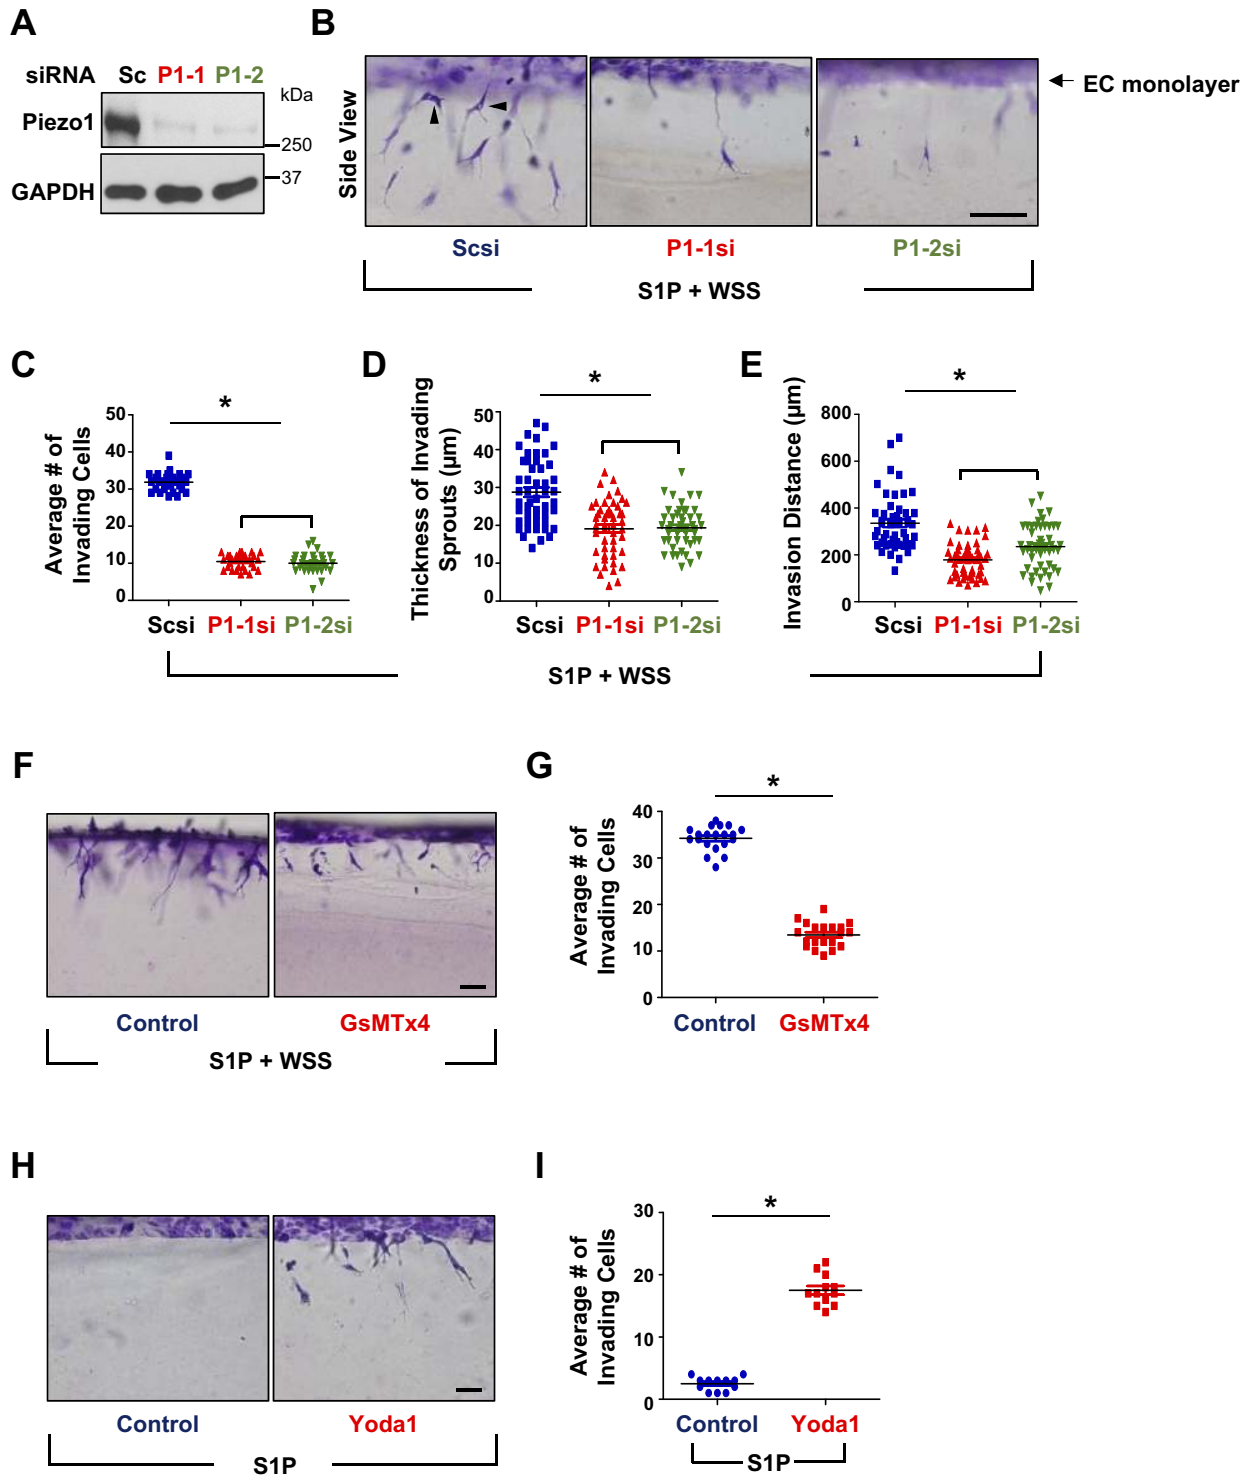 A
siRNA Sc P1-1 P1-2
kDa
Piezo1
250
GAPDH
37
B
Side View
EC monolayer
Scsi P1-1si P1-2si
S1P + WSS
C
Average # of
Invading Cells
50
40
30
20
10
0
*
Scsi P1-1si P1-2si
D
Thickness of Invading
Sprouts (μm)
50
40
30
20
10
0
*
Scsi P1-1si P1-2si
E
Invasion Distance (μm)
800
600
400
200
0
*
Scsi P1-1si P1-2si
S1P + WSS
F
Control GsMTx4
S1P + WSS
G
Average # of
Invading Cells
40
30
20
10
0
*
Control GsMTx4
H
Control Yoda1
S1P
I
Average # of
Invading Cells
30
20
10
0
*
Control Yoda1
S1P